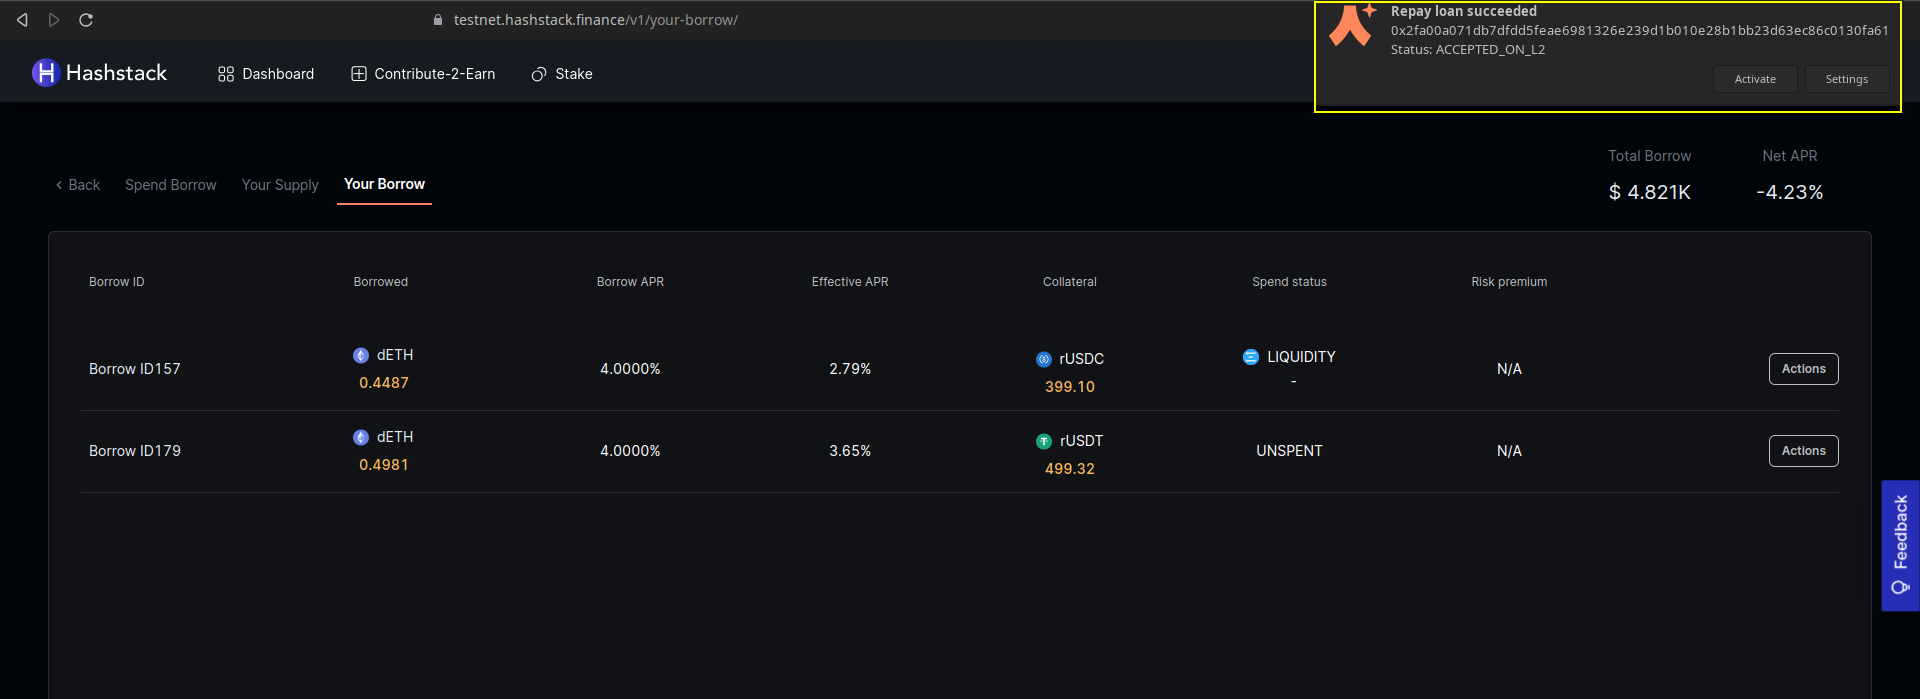 testnet.hashstack.finance/v1/your-borrow/
Repay loan succeeded
0x2fa00a071db7dfdd5feae6981326e239d1b010e28b1bb23d63ec86c0130fa61
Status: ACCEPTED_ON_L2
Activate Settings
Hashstack Dashboard Contribute-2-Earn Stake
Total Borrow Net APR
$ 4.821K -4.23%
‹ Back Spend Borrow Your Supply Your Borrow
Borrow ID Borrowed Borrow APR Effective APR Collateral Spend status Risk premium
Borrow ID157 dETH 0.4487 4.0000% 2.79% rUSDC 399.10 LIQUIDITY - N/A Actions
Borrow ID179 dETH 0.4981 4.0000% 3.65% rUSDT 499.32 UNSPENT N/A Actions
Feedback